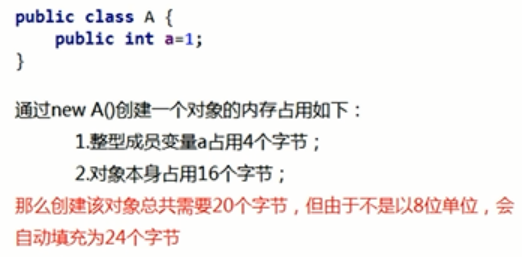 public class A {
public int a=1;
}
通过new A()创建一个对象的内存占用如下：
1.整型成员变量a占用4个字节；
2.对象本身占用16个字节；
那么创建该对象总共需要20个字节，但由于不是以8位单位，会
自动填充为24个字节